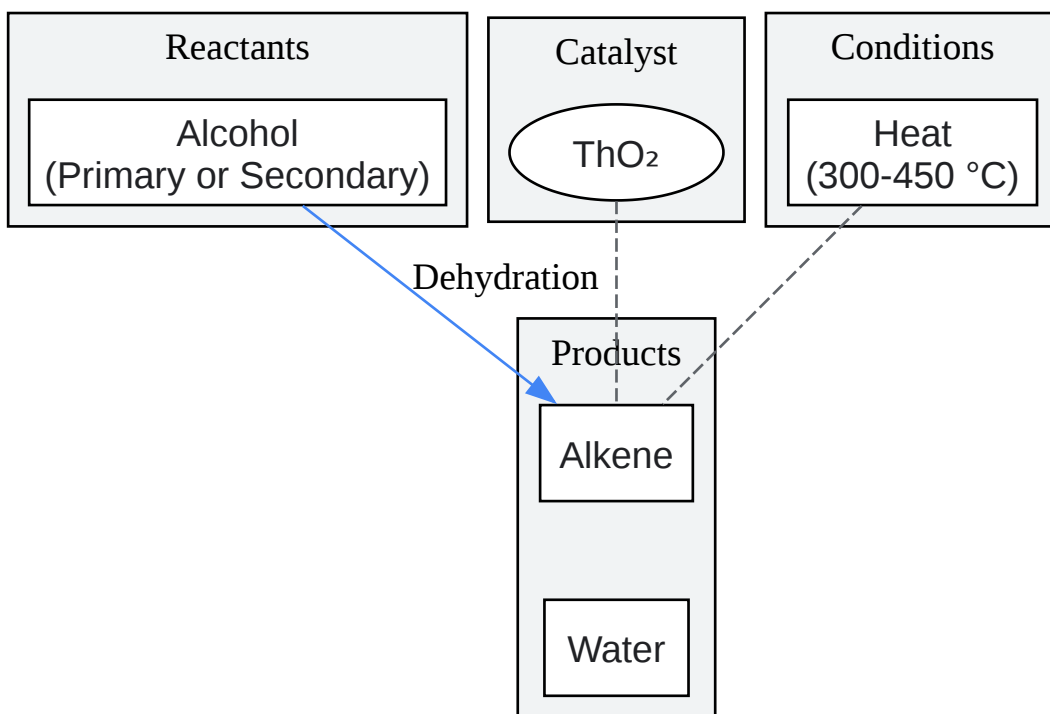 Reactants
Alcohol
(Primary or Secondary)
Catalyst
ThO₂
Conditions
Heat
(300-450 °C)
Dehydration
Products
Alkene
Water